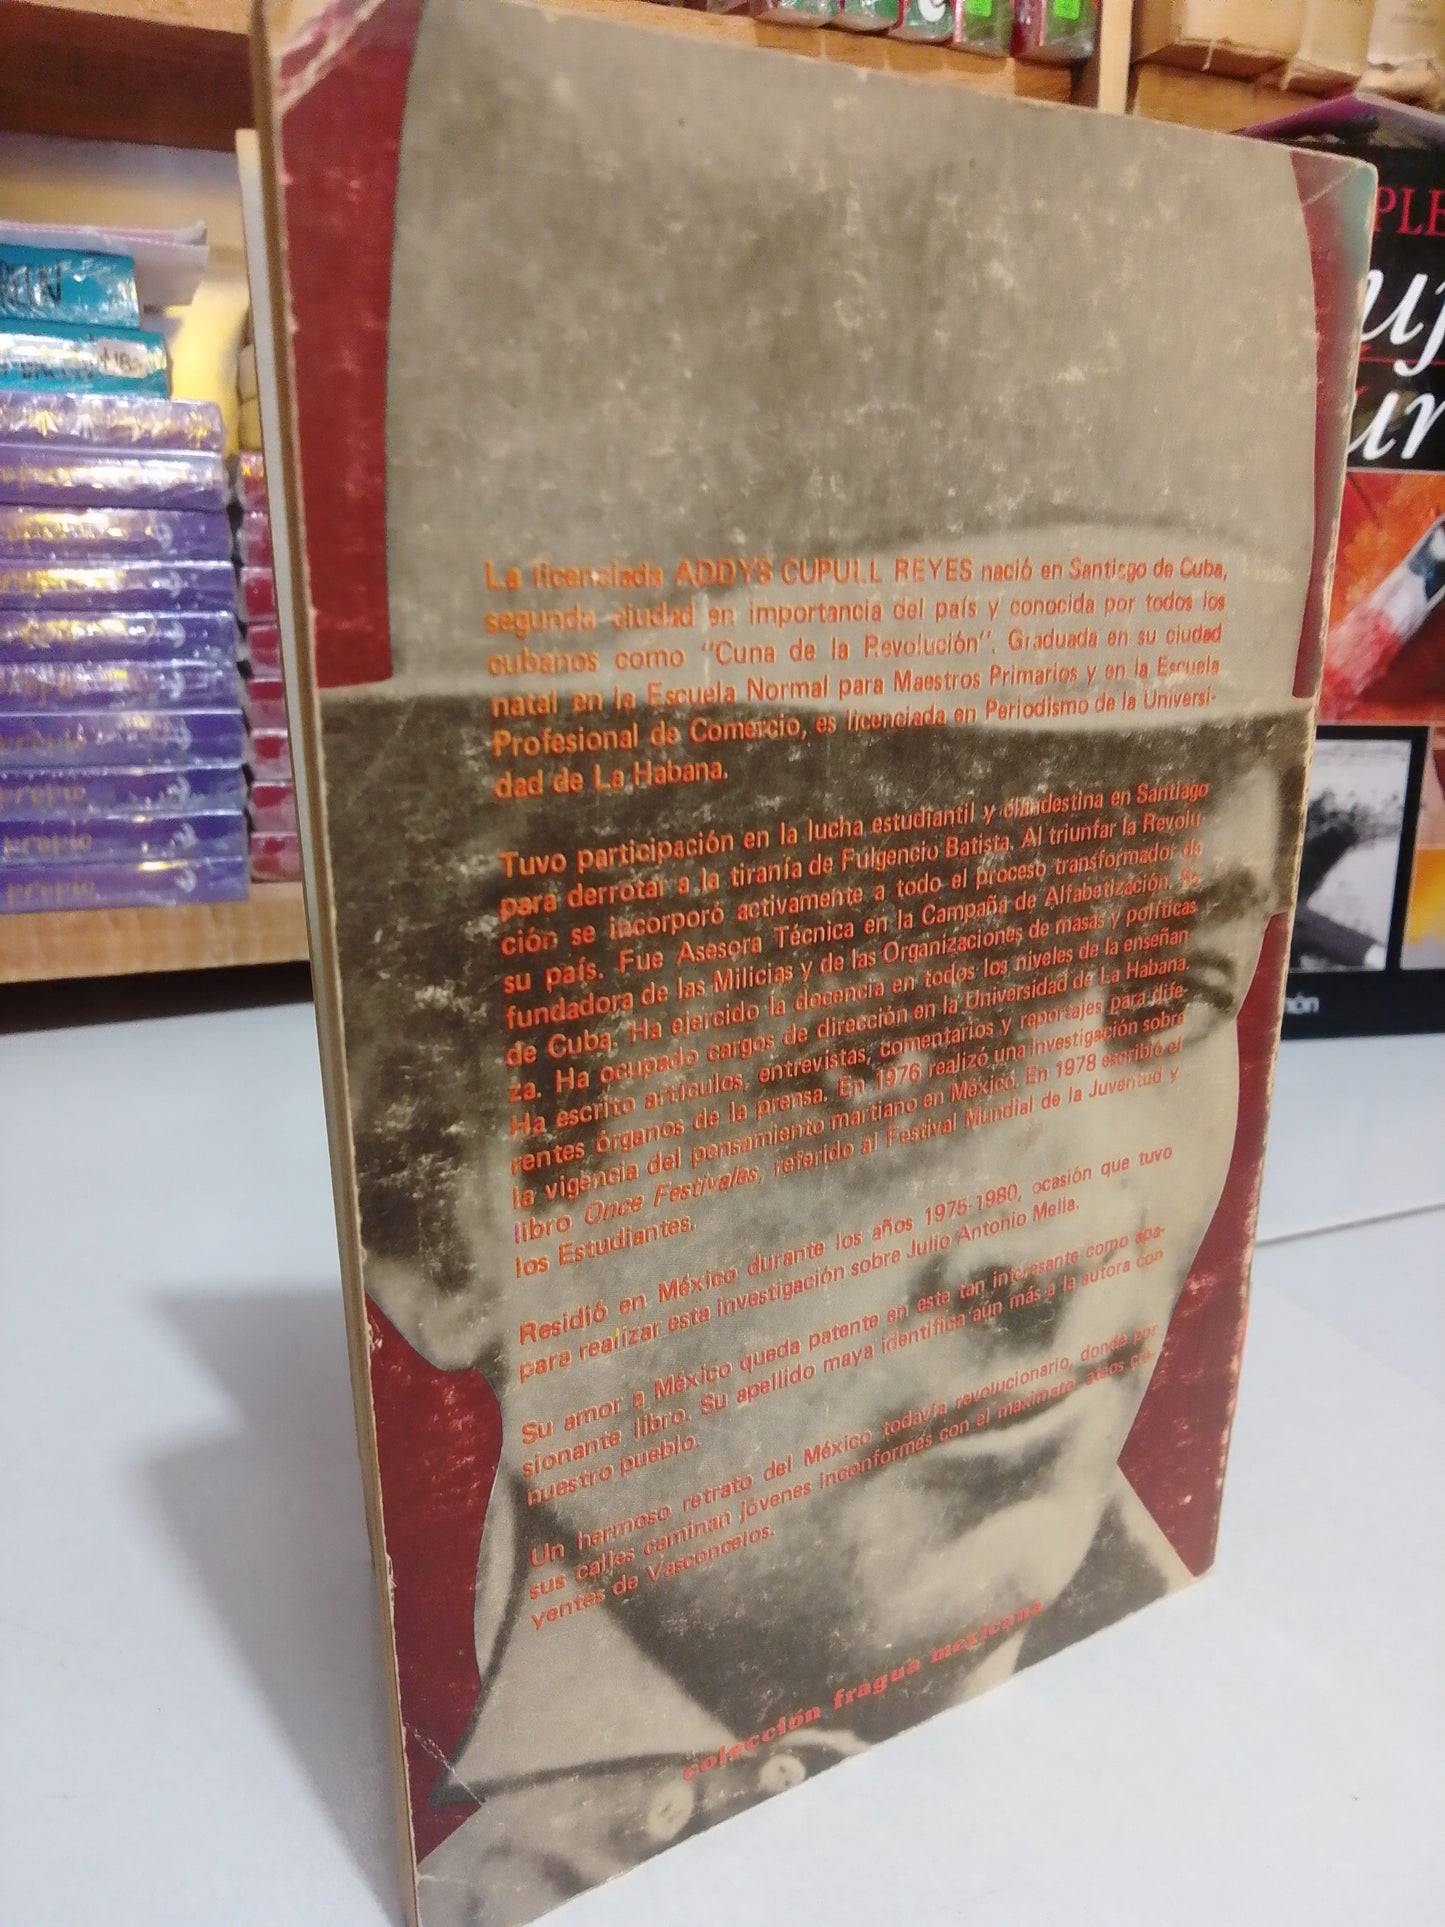 La licenciada ADDYS CUPULL REYES nació en Santiago de Cuba,
segunda ciudad en importancia del país y conocida por todos los
cubanos como "Cuna de la Revolución". Graduada en su ciudad
natal en la Escuela Normal para Maestros Primarios y en la Escuela
Profesional de Comercio, es licenciada en Periodismo de la Universi-
dad de La Habana.
Tuvo participación en la lucha estudiantil y clandestina en Santiago
para derrotar a la tiranía de Fulgencio Batista. Al triunfar la Revolu-
ción se incorporó activamente a todo el proceso transformador de
su país. Fue Asesora Técnica en la Campaña de Alfabetización. Es
fundadora de las Milicias y de las Organizaciones de masas y políticas
de Cuba. Ha ejercido la docencia en todos los niveles de la enseñan-
za. Ha ocupado cargos de dirección en la Universidad de La Habana.
Ha escrito artículos, entrevistas, comentarios y reportajes para dife-
rentes órganos de la prensa. En 1976 realizó una investigación sobre
la vigencia del pensamiento martiano en México. En 1978 escribió el
libro Once Festivales, referido al Festival Mundial de la Juventud y
los Estudiantes.
Residió en México durante los años 1975-1980, ocasión que tuvo
para realizar esta investigación sobre Julio Antonio Mella.
Su amor a México queda patente en este tan interesante como apa-
sionante libro. Su apellido maya identifica aún más a la autora con
nuestro pueblo.
Un hermoso retrato del México todavía revolucionario, donde por
sus calles caminan jóvenes inconformes con el maximato, ateos cre-
yentes de Vasconcelos.
colección fragua mexicana